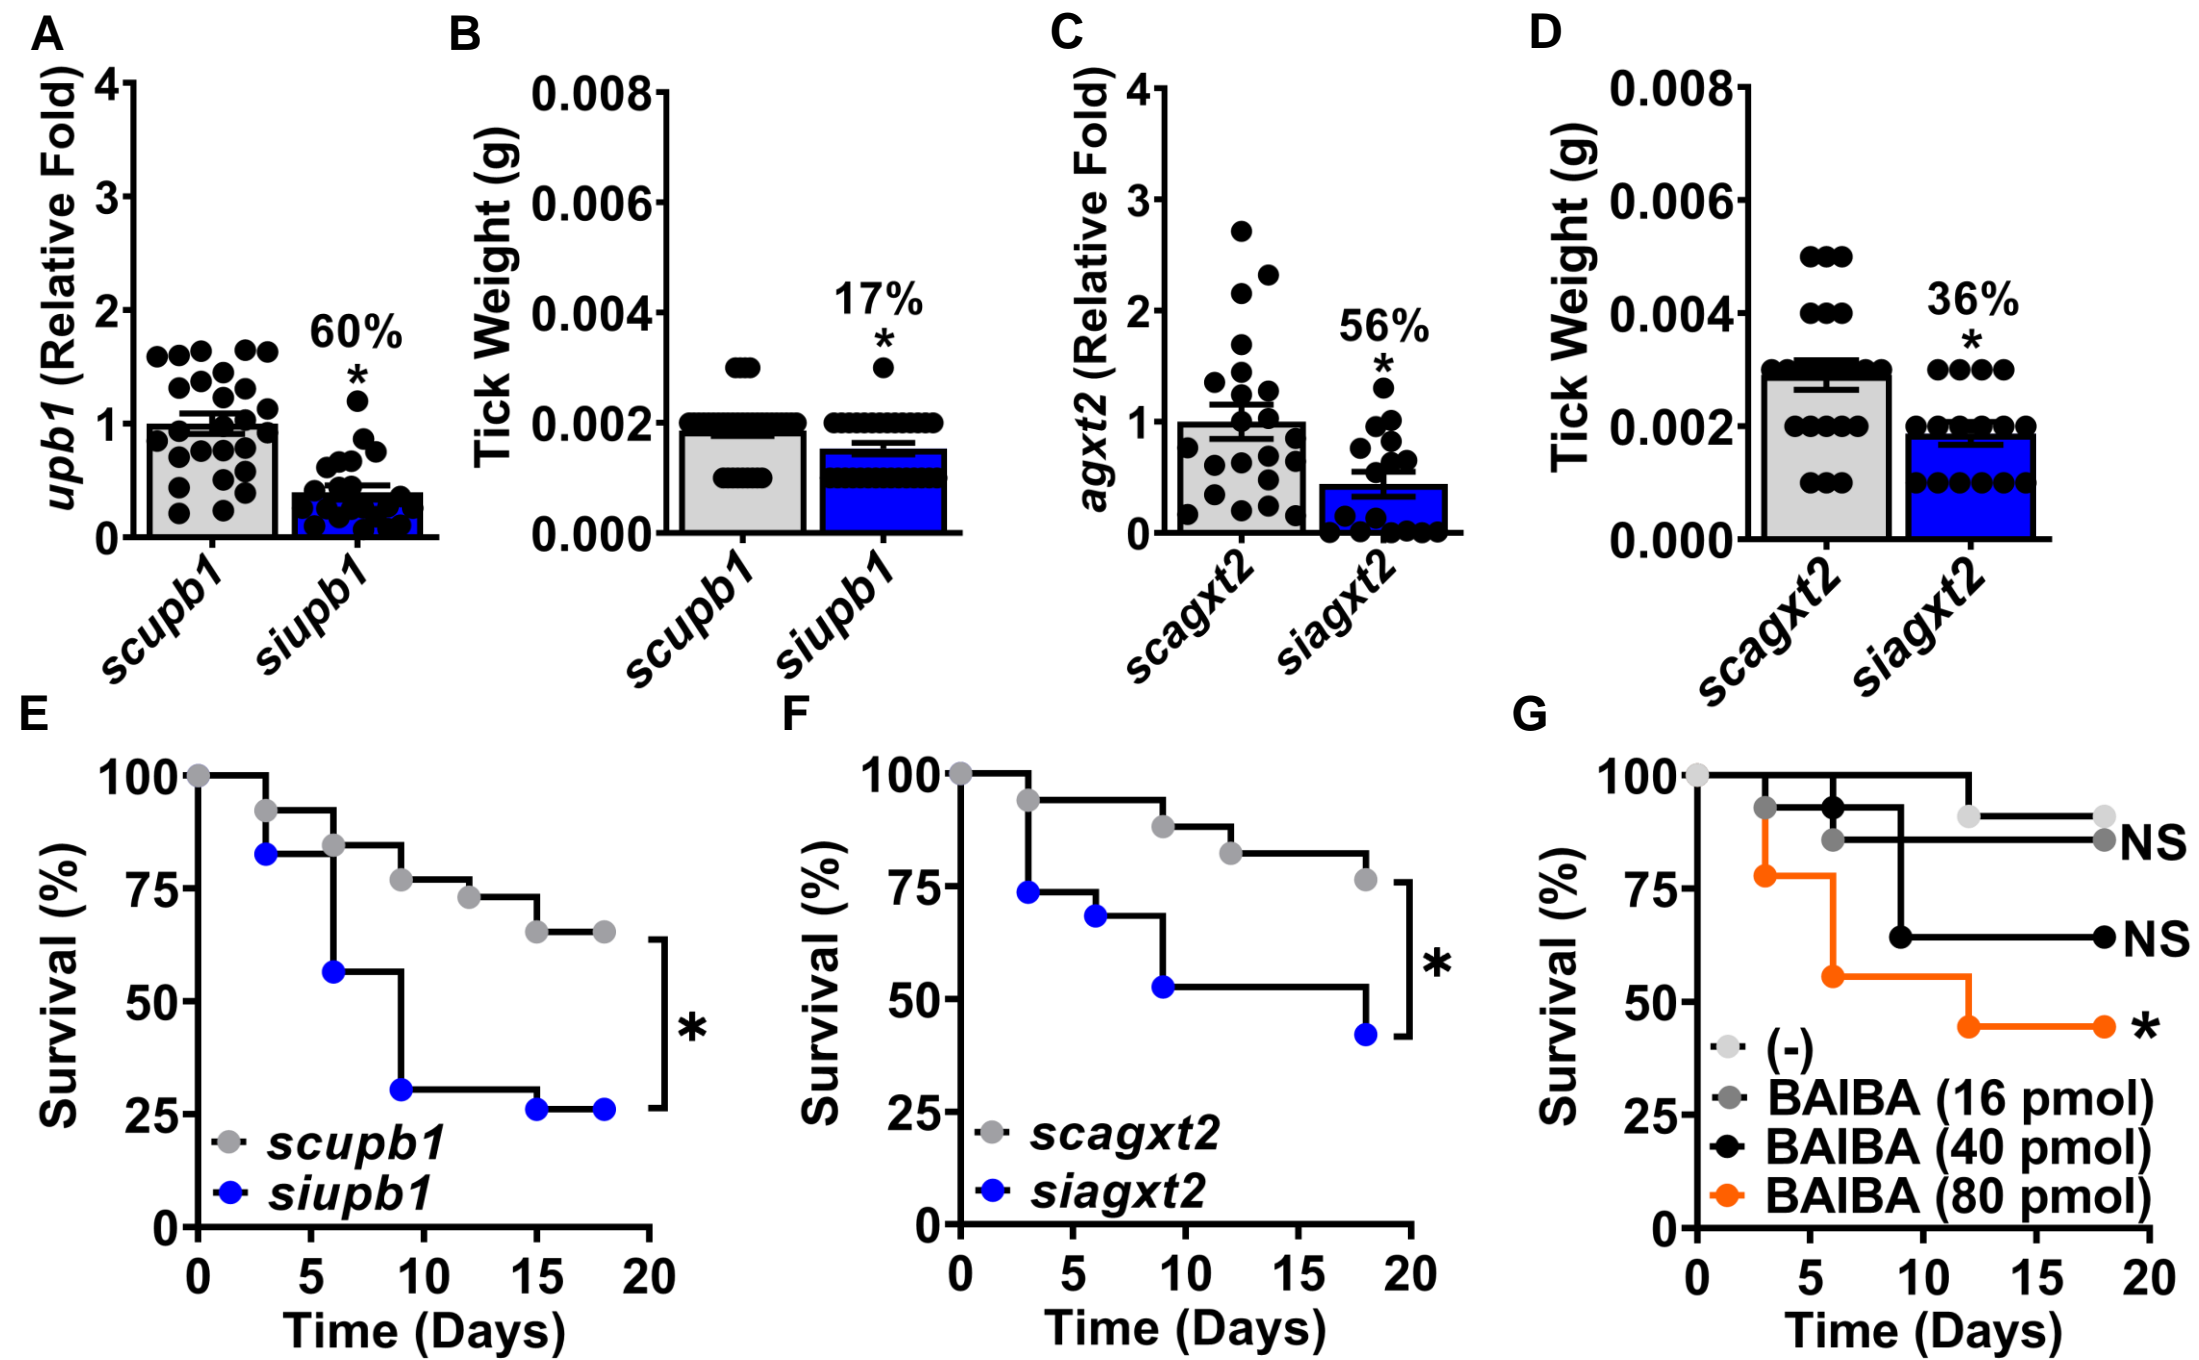 A
upb1 (Relative Fold)
4
3
2
1
0
60%
*
scupb1
siupb1
B
Tick Weight (g)
0.008
0.006
0.004
0.002
0.000
17%
*
scupb1
siupb1
C
agxt2 (Relative Fold)
4
3
2
1
0
56%
*
scagxt2
siagxt2
D
Tick Weight (g)
0.008
0.006
0.004
0.002
0.000
36%
*
scagxt2
siagxt2
E
Survival (%)
100
75
50
25
0
*
scupb1
siupb1
0 5 10 15 20
Time (Days)
F
Survival (%)
100
75
50
25
0
*
scagxt2
siagxt2
0 5 10 15 20
Time (Days)
G
Survival (%)
100
75
50
25
0
NS
NS
*
(-)
BAIBA (16 pmol)
BAIBA (40 pmol)
BAIBA (80 pmol)
0 5 10 15 20
Time (Days)